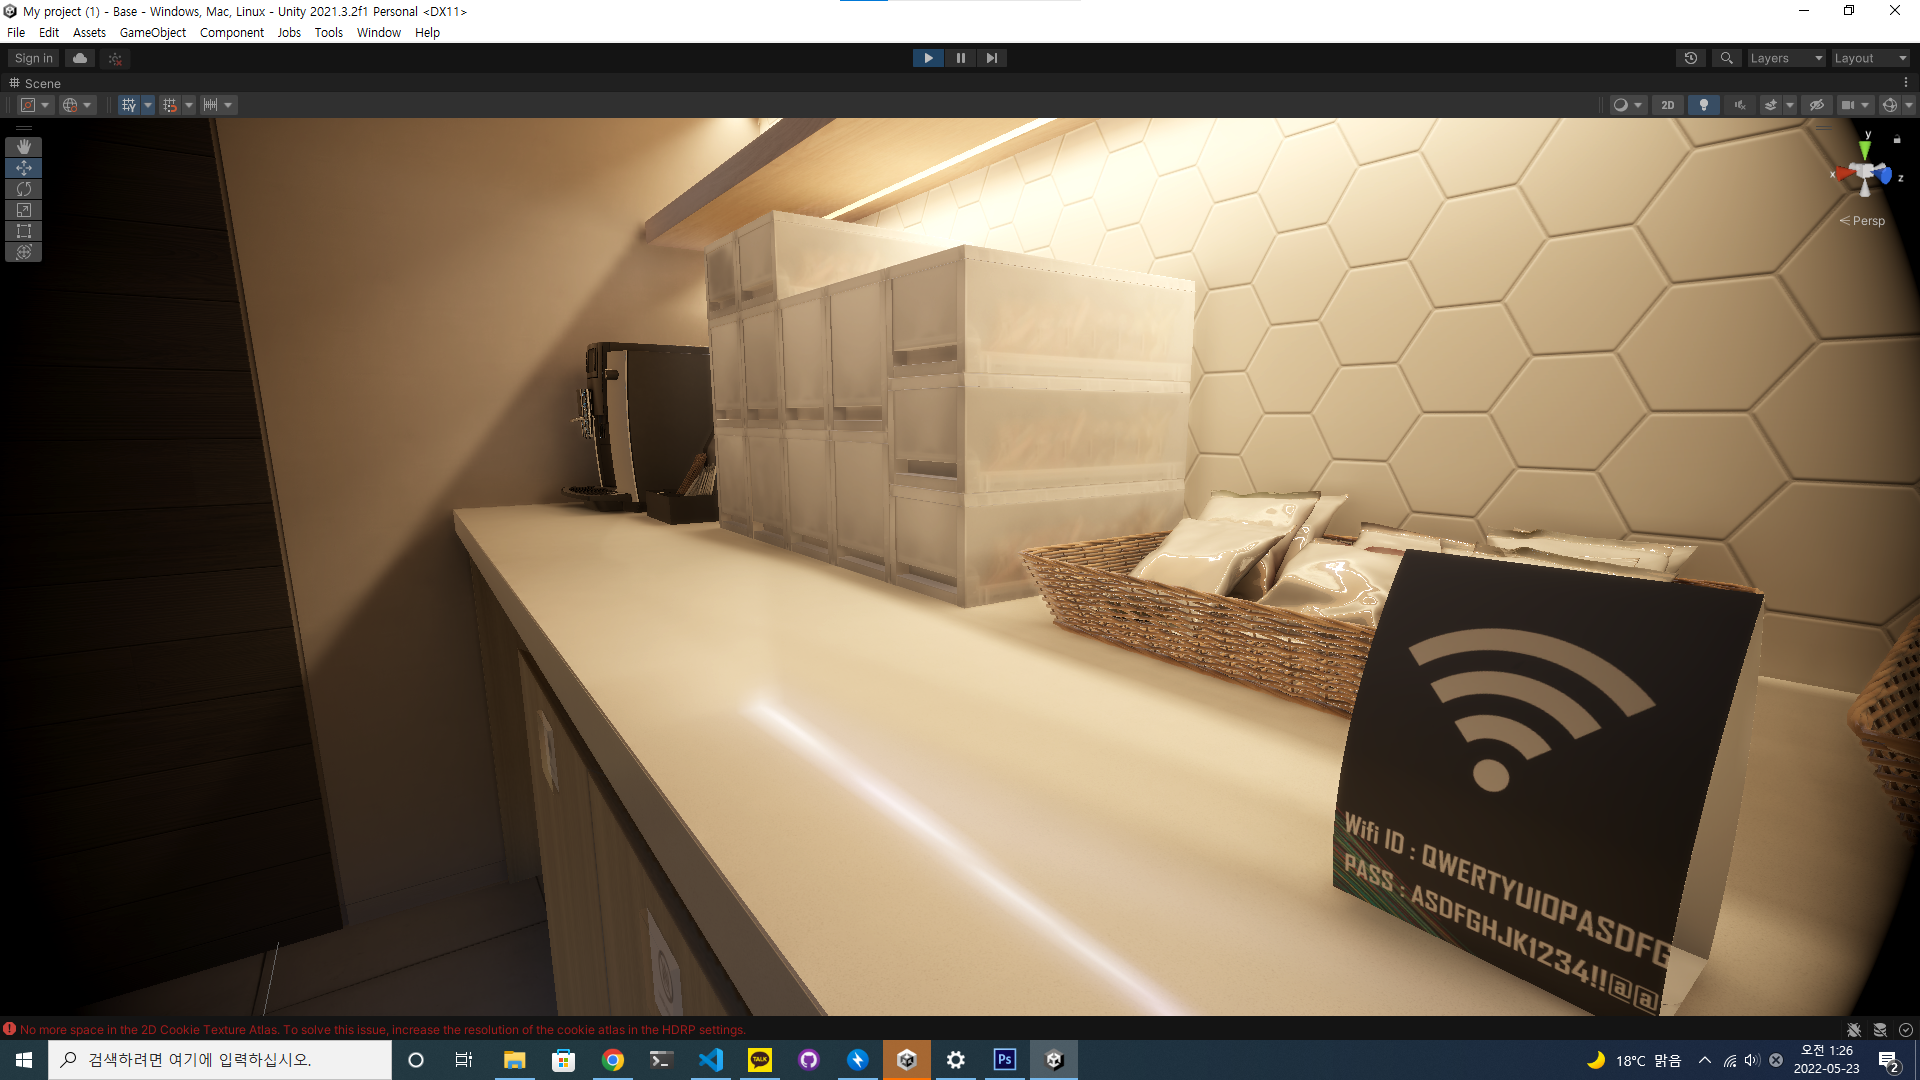 My project (1) - Base - Windows, Mac, Linux - Unity 2021.3.2f1 Personal <DX11>
File Edit Assets GameObject Component Jobs Tools Window Help
Sign in
Layers
Layout
Scene
2D
y
x
z
Persp
Wifi ID : QWERTYUIOPASDFG
PASS : ASDFGHJK1234!!@@
No more space in the 2D Cookie Texture Atlas. To solve this issue, increase the resolution of the cookie atlas in the HDRP settings.
검색하려면 여기에 입력하십시오.
TALK
Ps
18°C 맑음
오전 1:26
2022-05-23
2